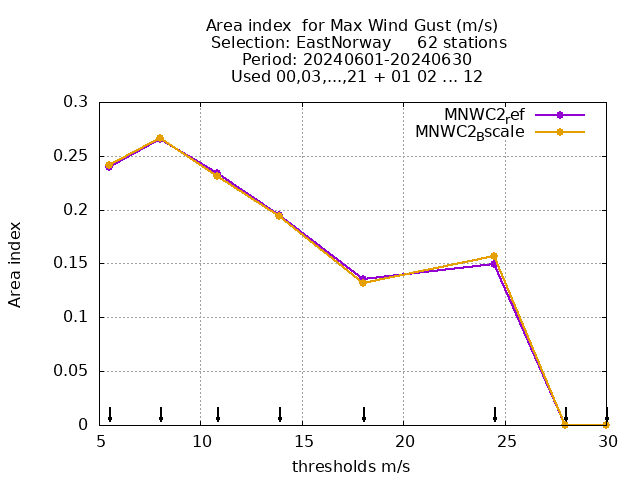 Area index  for Max Wind Gust (m/s)
Selection: EastNorway     62 stations
Period: 20240601-20240630
Used 00,03,...,21 + 01 02 ... 12
MNWC2_ref
MNWC2_Bscale
0.3
0.25
0.2
0.15
0.1
0.05
0
Area index
5 10 15 20 25 30
thresholds m/s